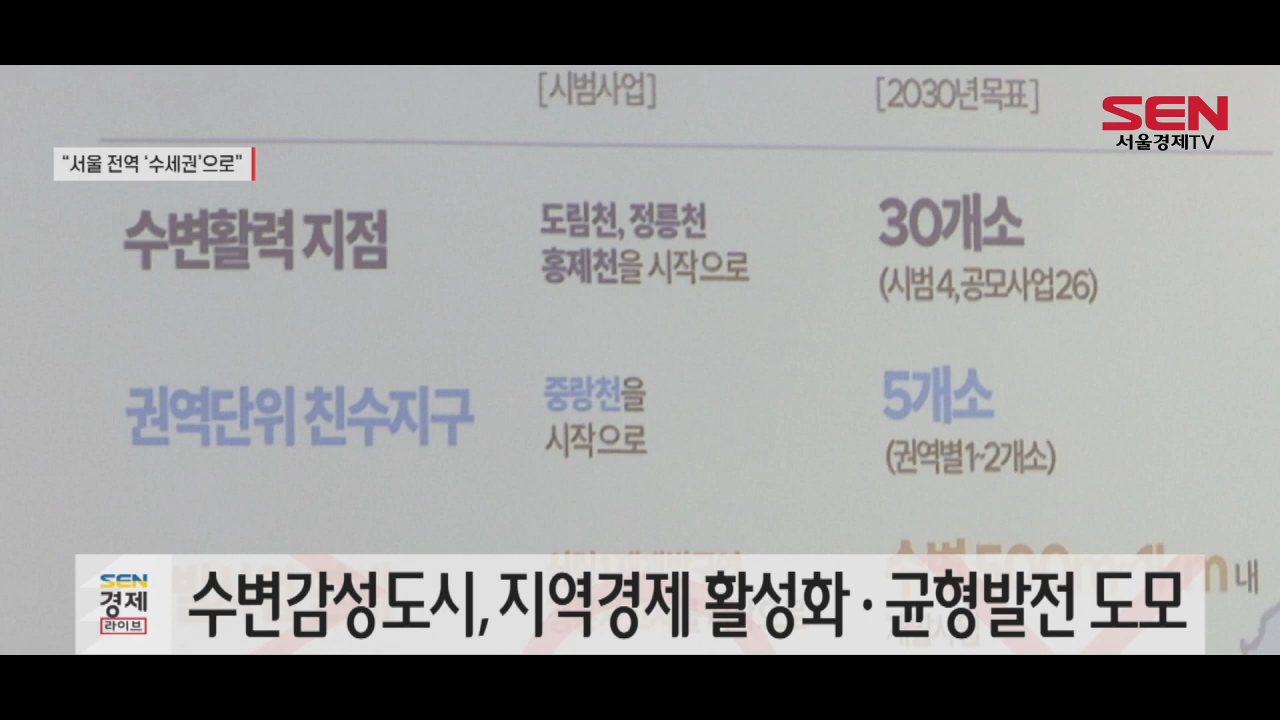 [시범사업]
[2030년목표]
SEN
서울경제TV
“서울 전역 ‘수세권’으로”
수변활력 지점
도림천, 정릉천
홍제천을 시작으로
30개소
(시범4,공모사업26)
권역단위 친수지구
중랑천을
시작으로
5개소
(권역별1~2개소)
내
SEN
경제
라이브
수변감성도시, 지역경제 활성화·균형발전 도모